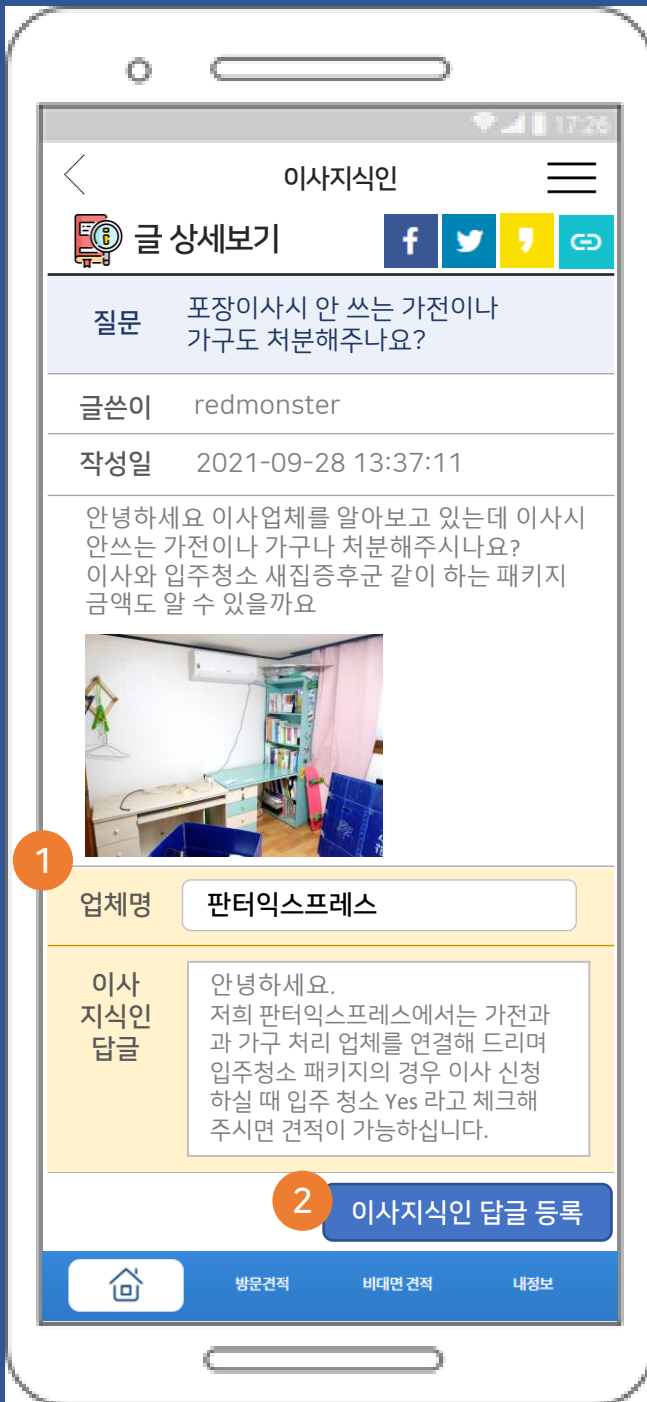 17:26
이사지식인
글 상세보기
질문
포장이사시 안 쓰는 가전이나
가구도 처분해주나요?
글쓴이
redmonster
작성일
2021-09-28 13:37:11
안녕하세요 이사업체를 알아보고 있는데 이사시
안쓰는 가전이나 가구나 처분해주시나요?
이사와 입주청소 새집증후군 같이 하는 패키지
금액도 알 수 있을까요
1
업체명
판터익스프레스
이사
지식인
답글
안녕하세요.
저희 판터익스프레스에서는 가전과
과 가구 처리 업체를 연결해 드리며
입주청소 패키지의 경우 이사 신청
하실 때 입주 청소 Yes 라고 체크해
주시면 견적이 가능하십니다.
2
이사지식인 답글 등록
방문견적
비대면 견적
내정보